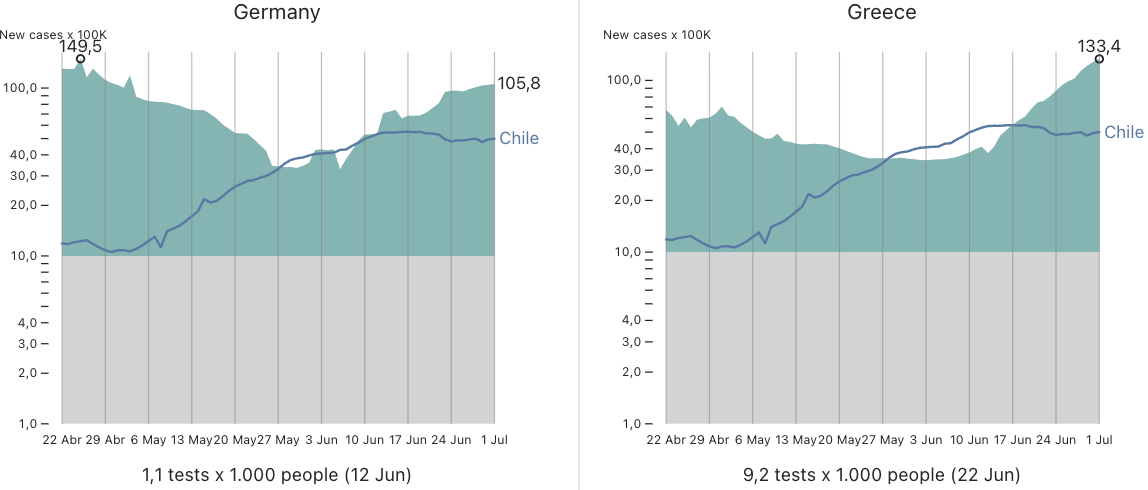 Germany
New cases x 100K
149,5
100,0
105,8
Chile
40,0
30,0
20,0
10,0
4,0
3,0
2,0
1,0
22 Abr 29 Abr 6 May 13 May 20 May 27 May 3 Jun 10 Jun 17 Jun 24 Jun 1 Jul
1,1 tests x 1.000 people (12 Jun)
Greece
New cases x 100K
133,4
100,0
Chile
40,0
30,0
20,0
10,0
4,0
3,0
2,0
1,0
22 Abr 29 Abr 6 May 13 May 20 May 27 May 3 Jun 10 Jun 17 Jun 24 Jun 1 Jul
9,2 tests x 1.000 people (22 Jun)